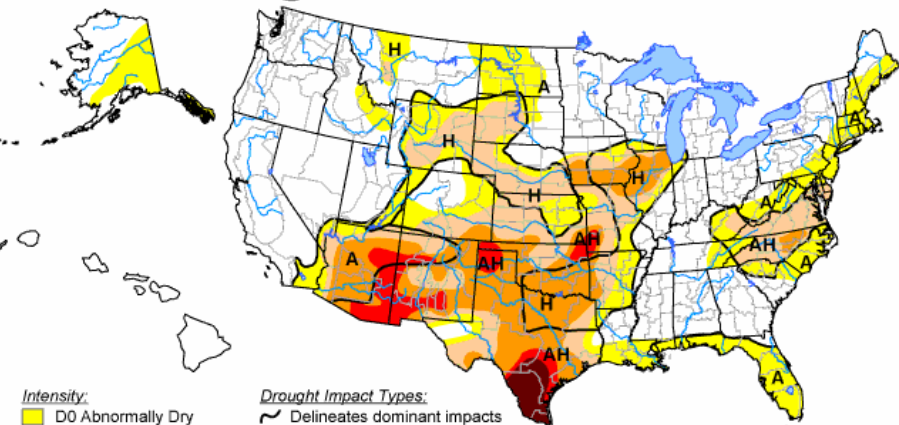 H
A
H
A
H
H
A
AH
A
AH
A
AH
H
AH
A
Intensity:
Drought Impact Types:
D0 Abnormally Dry
Delineates dominant impacts